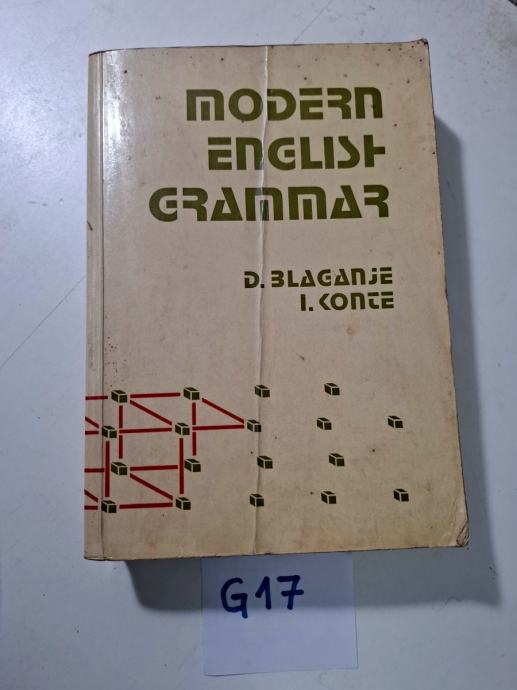 MODERN
ENGLISH
GRAMMAR
D. BLAGANJE
I. KONTE
G17